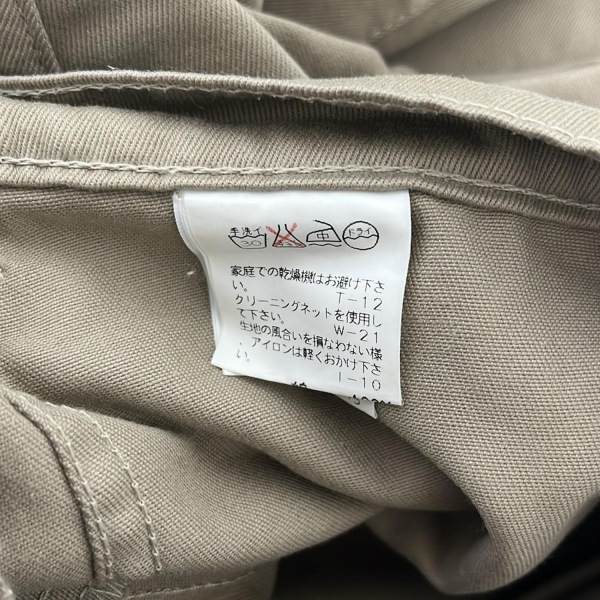 手洗イ 30 中 ドライ
家庭での乾燥機はお避け下さ
い。 T-12
クリーニングネットを使用し
て下さい。 W-21
生地の風合いを損なわない様
、アイロンは軽くおかけ下さ
い。 I-10